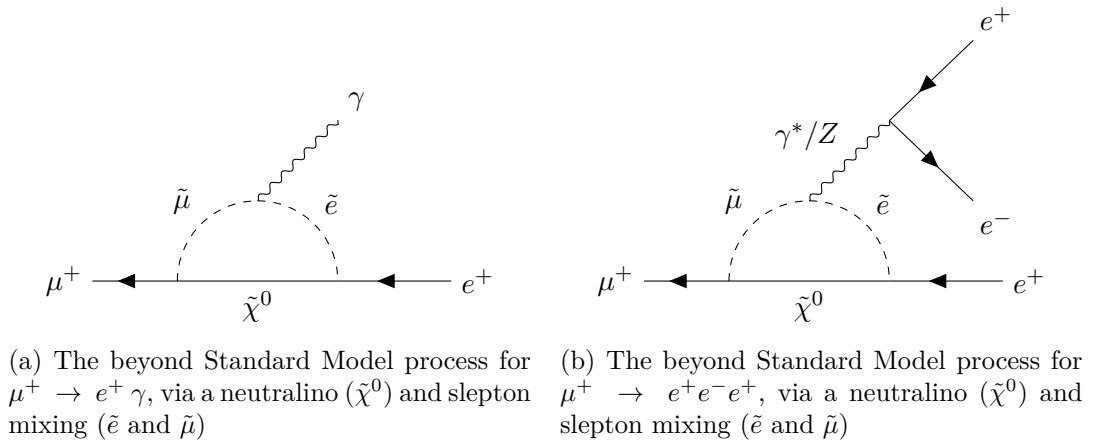 γ
μ̃
ẽ
μ⁺
χ̃⁰
e⁺
e⁺
γ*/Z
μ̃
ẽ
e⁻
μ⁺
χ̃⁰
e⁺
(a) The beyond Standard Model process for
μ⁺ → e⁺ γ, via a neutralino (χ̃⁰) and slepton
mixing (ẽ and μ̃)
(b) The beyond Standard Model process for
μ⁺ → e⁺e⁻e⁺, via a neutralino (χ̃⁰) and
slepton mixing (ẽ and μ̃)